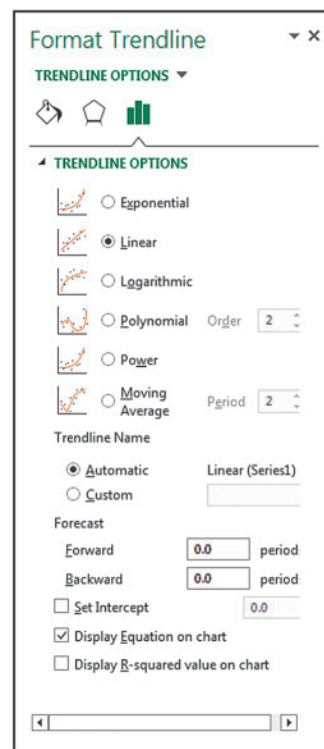 Format Trendline
TRENDLINE OPTIONS
TRENDLINE OPTIONS
Exponential
Linear
Logarithmic
Polynomial Order 2
Power
Moving Average Period 2
Trendline Name
Automatic Linear (Series1)
Custom
Forecast
Forward 0.0 period
Backward 0.0 period
Set Intercept 0.0
Display Equation on chart
Display R-squared value on chart